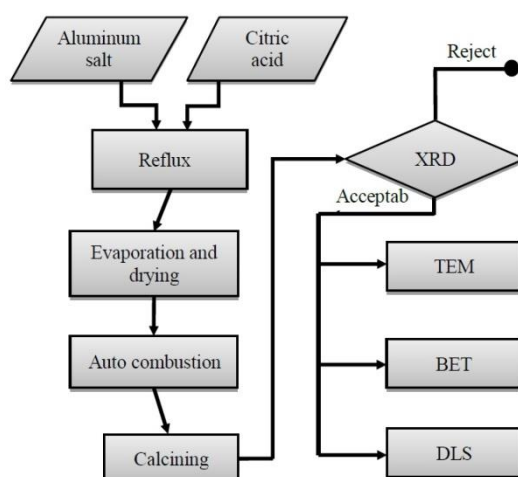 Aluminum
salt
Citric
acid
Reflux
Evaporation and
drying
Auto combustion
Calcining
Reject
XRD
Acceptab
TEM
BET
DLS